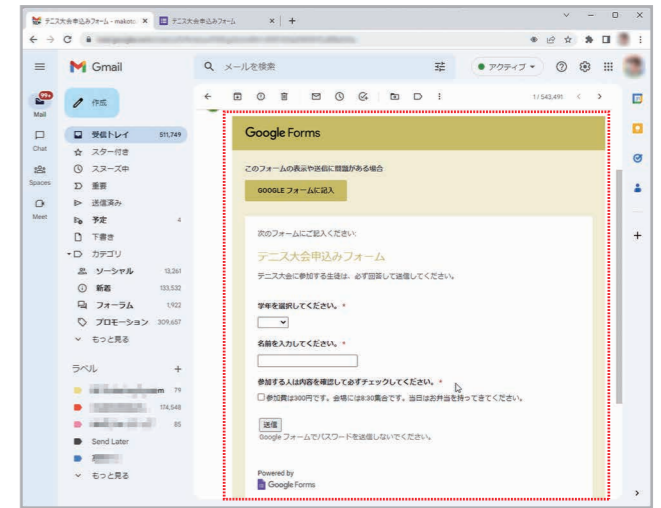 テニス大会申込みフォーム - makoto
テニス大会申込みフォーム
Gmail
メールを検索
アクティブ
99+
Mail
Chat
Spaces
Meet
作成
1/543,491
受信トレイ 511,749
スター付き
スヌーズ中
重要
送信済み
予定 4
下書き
カテゴリ
ソーシャル 13,261
新着 133,532
フォーラム 1,922
プロモーション 309,657
もっと見る
ラベル
79
174,548
85
Send Later
もっと見る
Google Forms
このフォームの表示や送信に問題がある場合
GOOGLE フォームに記入
次のフォームにご記入ください:
テニス大会申込みフォーム
テニス大会に参加する生徒は、必ず回答して送信してください。
学年を選択してください。 *
名前を入力してください。 *
参加する人は内容を確認して必ずチェックしてください。 *
参加費は300円です。会場には8:30集合です。当日はお弁当を持ってきてください。
送信
Google フォームでパスワードを送信しないでください。
Powered by
Google Forms